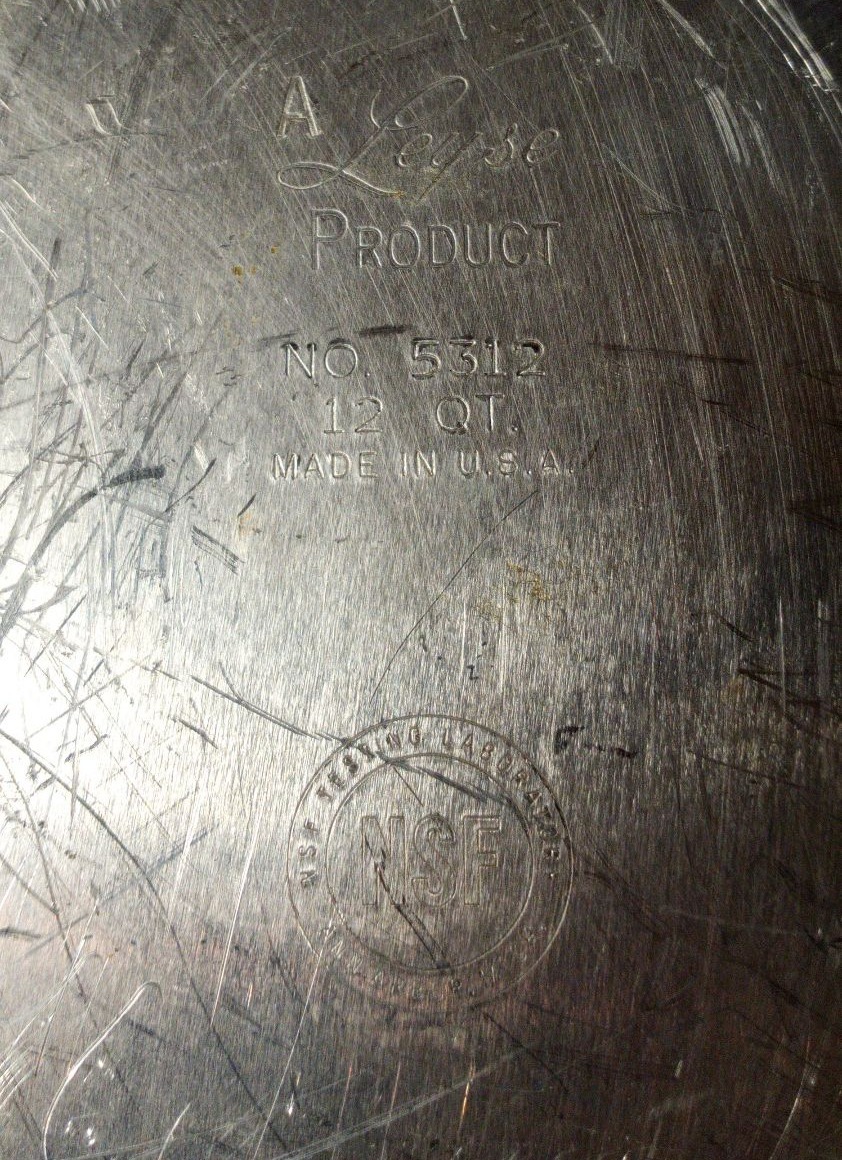 A Leyse
PRODUCT
NO. 5312
12 QT.
MADE IN U.S.A.
NSF TESTING LABORATORY
NSF